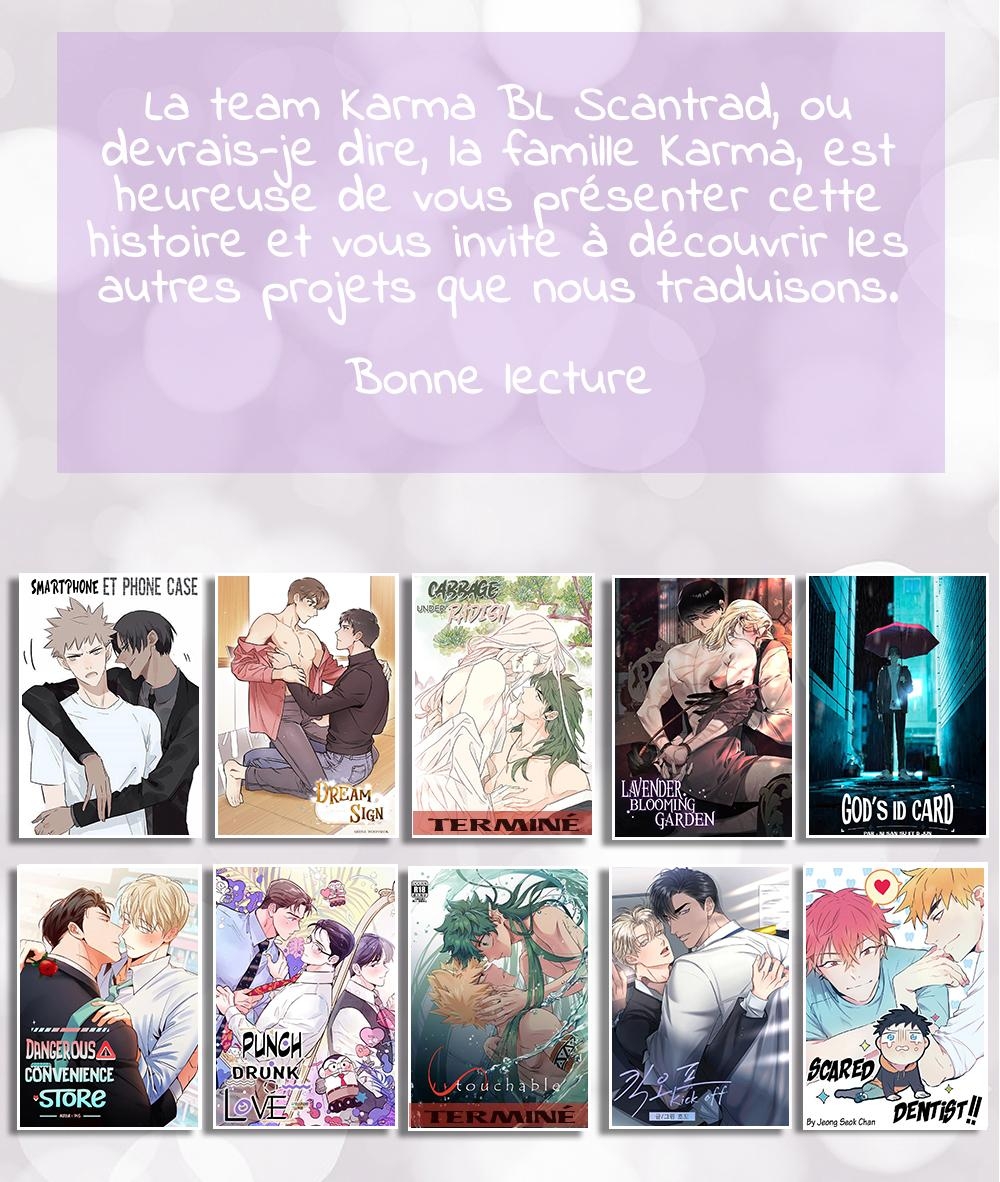 La team Karma BL Scantrad, ou
devrais-je dire, la famille Karma, est
heureuse de vous présenter cette
histoire et vous invite à découvrir les
autres projets que nous traduisons.
Bonne lecture
SMARTPHONE ET PHONE CASE
DREAM
SIGN
CABBAGE
UNDER RADISH
TERMINÉ
LAVENDER
BLOOMING
GARDEN
GOD'S ID CARD
DANGEROUS
CONVENIENCE
STORE
PUNCH
DRUNK
LOVE
R18
Untouchable
TERMINÉ
킥오프
kick off
SCARED
DENTIST!!
By Jeong Seok Chan